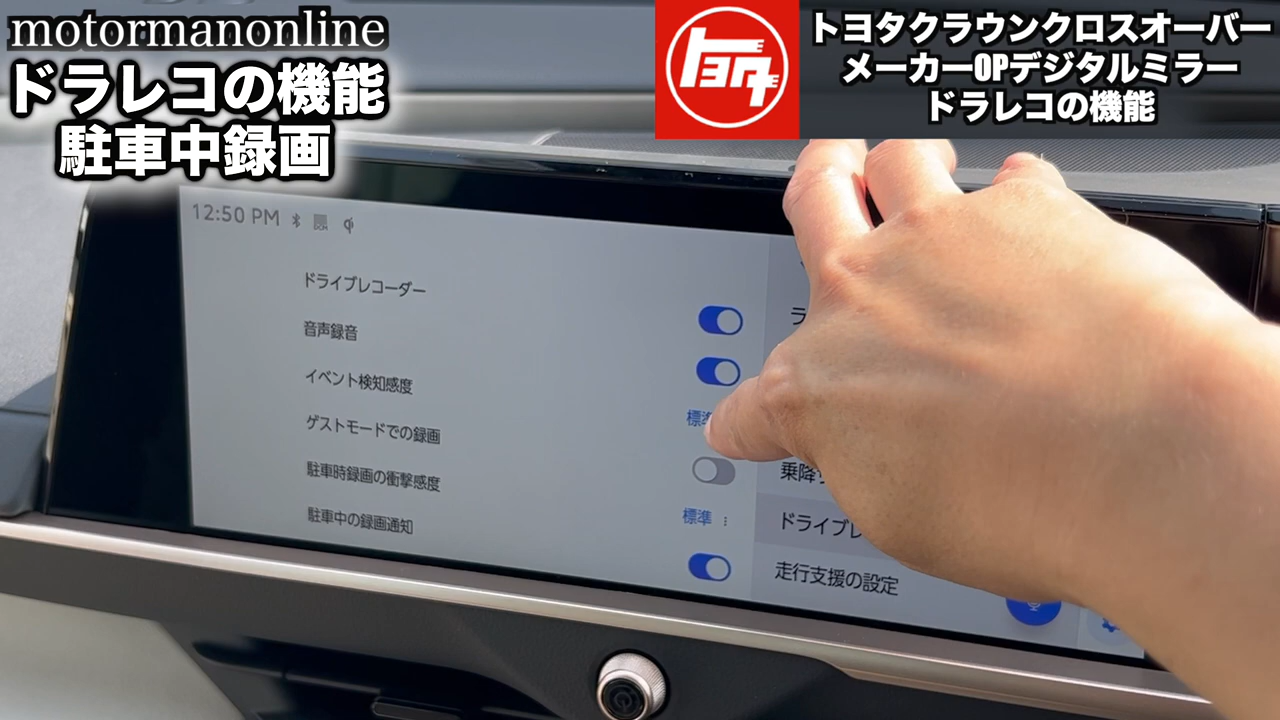 motormanonline
ドラレコの機能
駐車中録画
トヨタ
トヨタクラウンクロスオーバー
メーカーOPデジタルミラー
ドラレコの機能
12:50 PM
ドライブレコーダー
音声録音
イベント検知感度
標準
ゲストモードでの録画
駐車時録画の衝撃感度
標準
駐車中の録画通知
ラ
乗降
ドライブレ
走行支援の設定